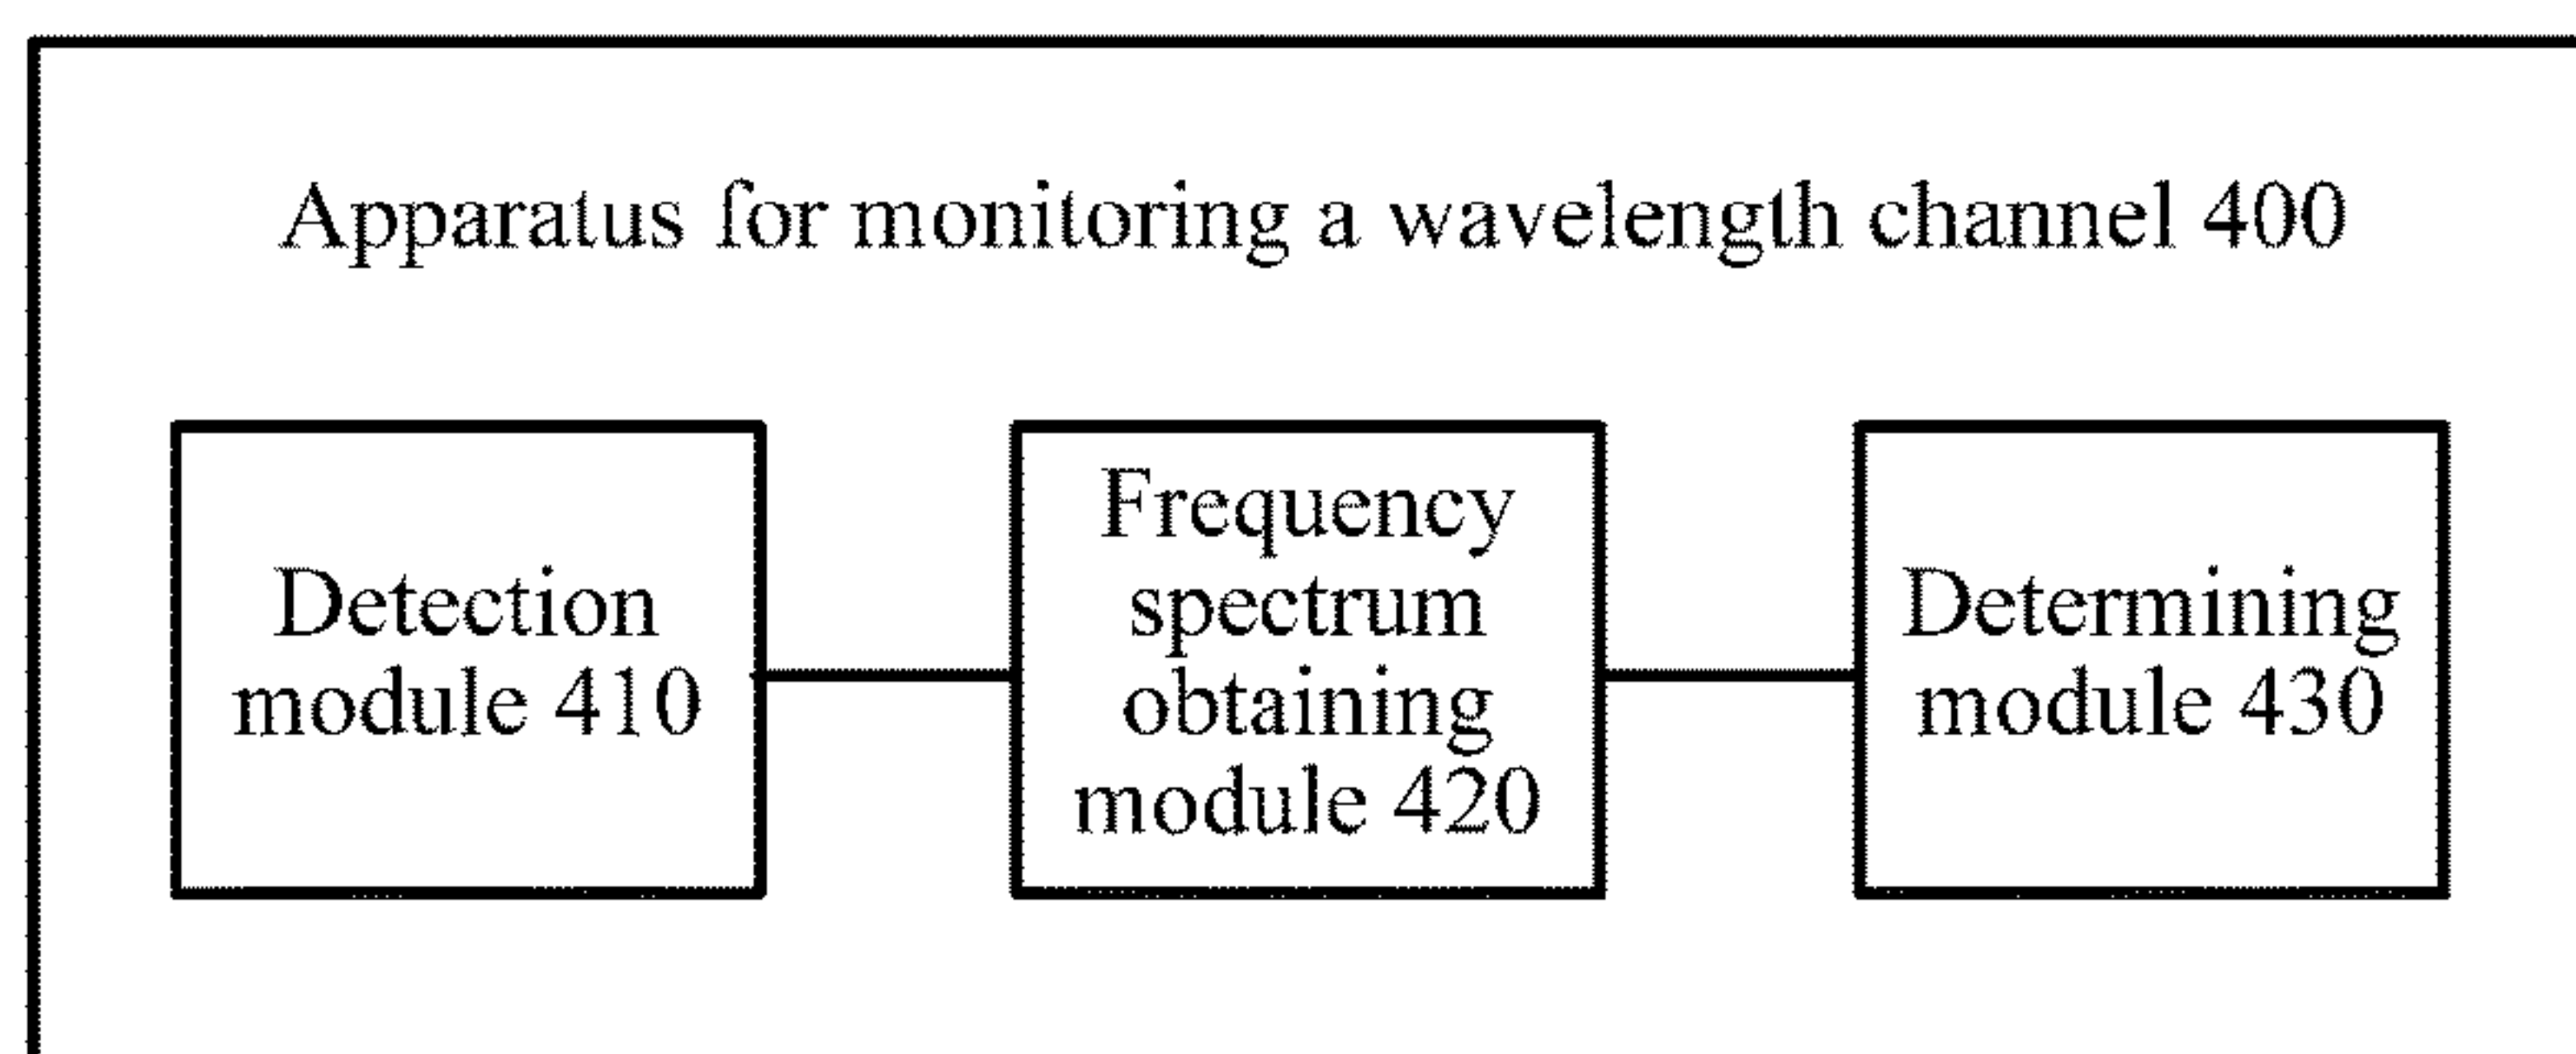 Apparatus for monitoring a wavelength channel 400
Detection
module 410
Frequency
spectrum
obtaining
module 420
Determining
module 430